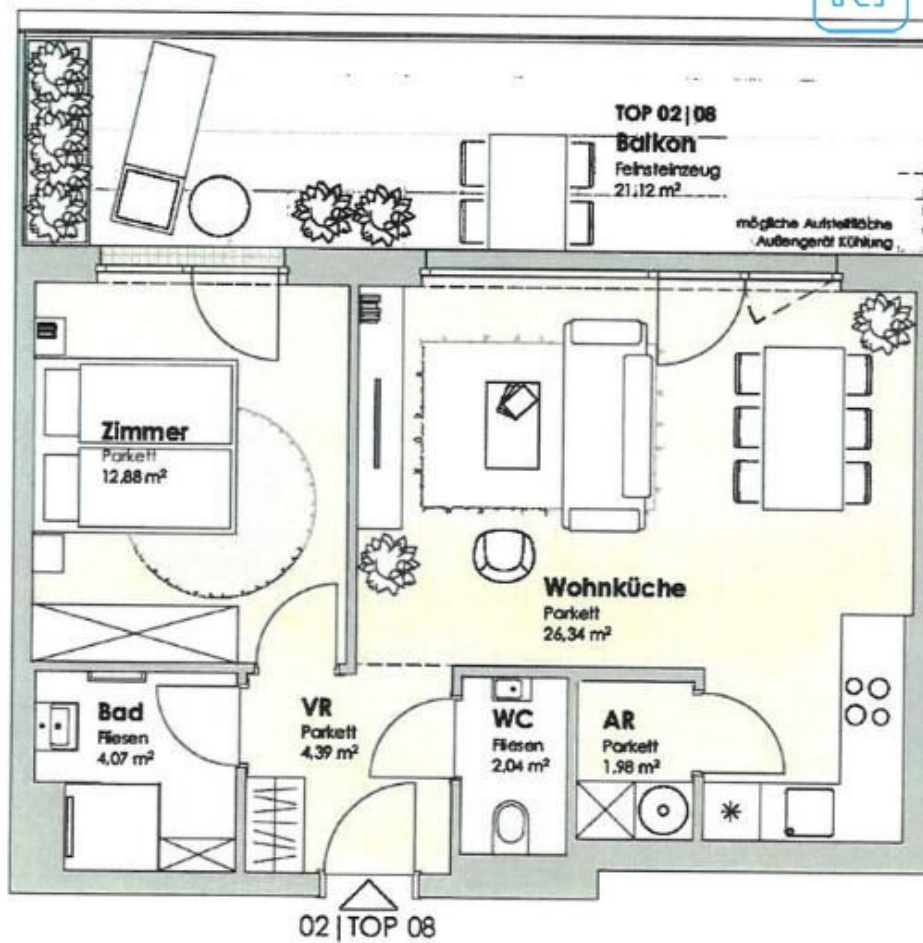 TOP 02|08
Balkon
Feinsteinzeug
21,12 m²
mögliche Aufstellfläche
Außengerät Kühlung
Zimmer
Parkett
12,88 m²
Wohnküche
Parkett
26,34 m²
Bad
Fliesen
4,07 m²
VR
Parkett
4,39 m²
WC
Fliesen
2,04 m²
AR
Parkett
1,98 m²
02 | TOP 08